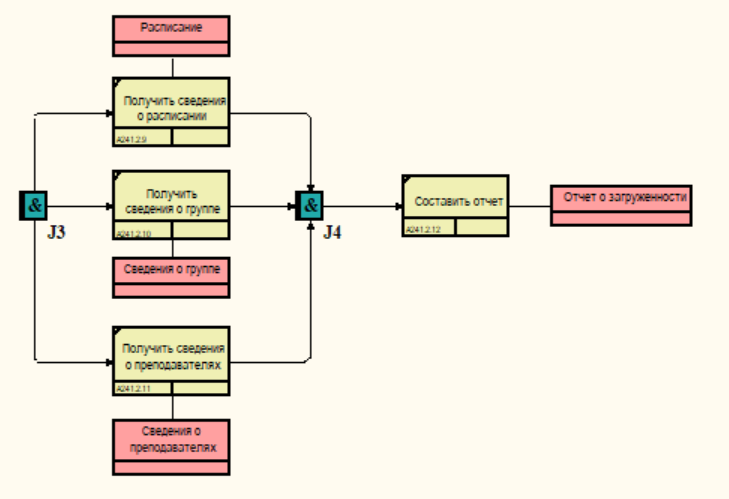 Расписание
Получить сведения
о расписании
A241.2.9
&
J3
Получить
сведения о группе
A241.2.10
&
J4
Составить отчет
A241.2.12
Отчет о загруженности
Сведения о группе
Получить сведения
о преподавателях
A241.2.11
Сведения о
преподавателях